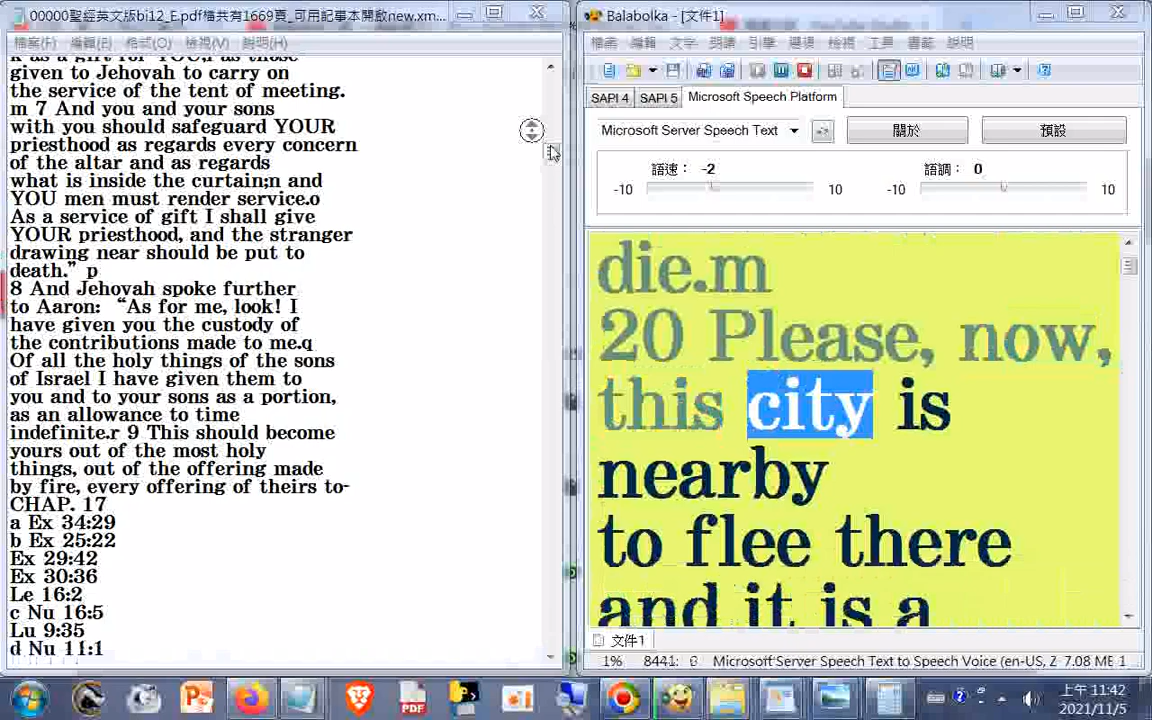 00000聖經英文版bi12_E.pdf檔共有1669頁_可用記事本開啟new.xm...
檔案(F) 編輯(E) 格式(O) 檢視(V) 說明(H)
k as a gift for YOU,l as those
given to Jehovah to carry on
the service of the tent of meeting.
m 7 And you and your sons
with you should safeguard YOUR
priesthood as regards every concern
of the altar and as regards
what is inside the curtain;n and
YOU men must render service.o
As a service of gift I shall give
YOUR priesthood, and the stranger
drawing near should be put to
death.” p
8 And Jehovah spoke further
to Aaron: “As for me, look! I
have given you the custody of
the contributions made to me.q
Of all the holy things of the sons
of Israel I have given them to
you and to your sons as a portion,
as an allowance to time
indefinite.r 9 This should become
yours out of the most holy
things, out of the offering made
by fire, every offering of theirs to-
CHAP. 17
a Ex 34:29
b Ex 25:22
Ex 29:42
Ex 30:36
Le 16:2
c Nu 16:5
Lu 9:35
d Nu 11:1
Balabolka - [文件1]
檔案 編輯 文字 朗讀 引擎 選項 檢視 工具 書籤 說明
SAPI 4 SAPI 5 Microsoft Speech Platform
Microsoft Server Speech Text 關於 預設
語速： -2 語調： 0
-10 10 -10 10
die.m
20 Please, now,
this city is
nearby
to flee there
and it is a
文件1
1% 8441: 6 Microsoft Server Speech Text to Speech Voice (en-US, Z 7.08 ME 1
上午 11:42
2021/11/5